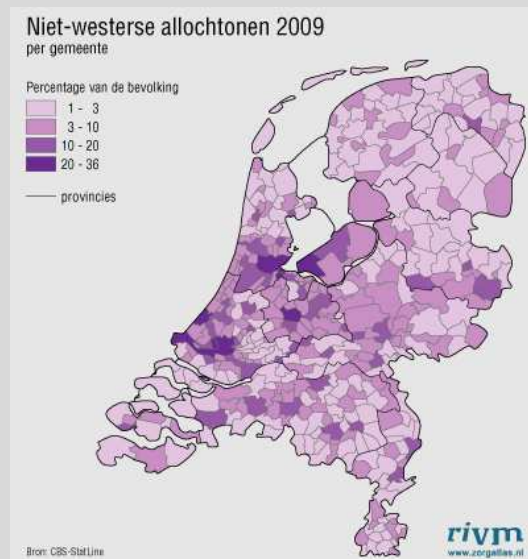 Niet-westerse allochtonen 2009
per gemeente
Percentage van de bevolking
1 - 3
3 - 10
10 - 20
20 - 36
provincies
Bron: CBS-StatLine
rivm
www.zorgatlas.nl